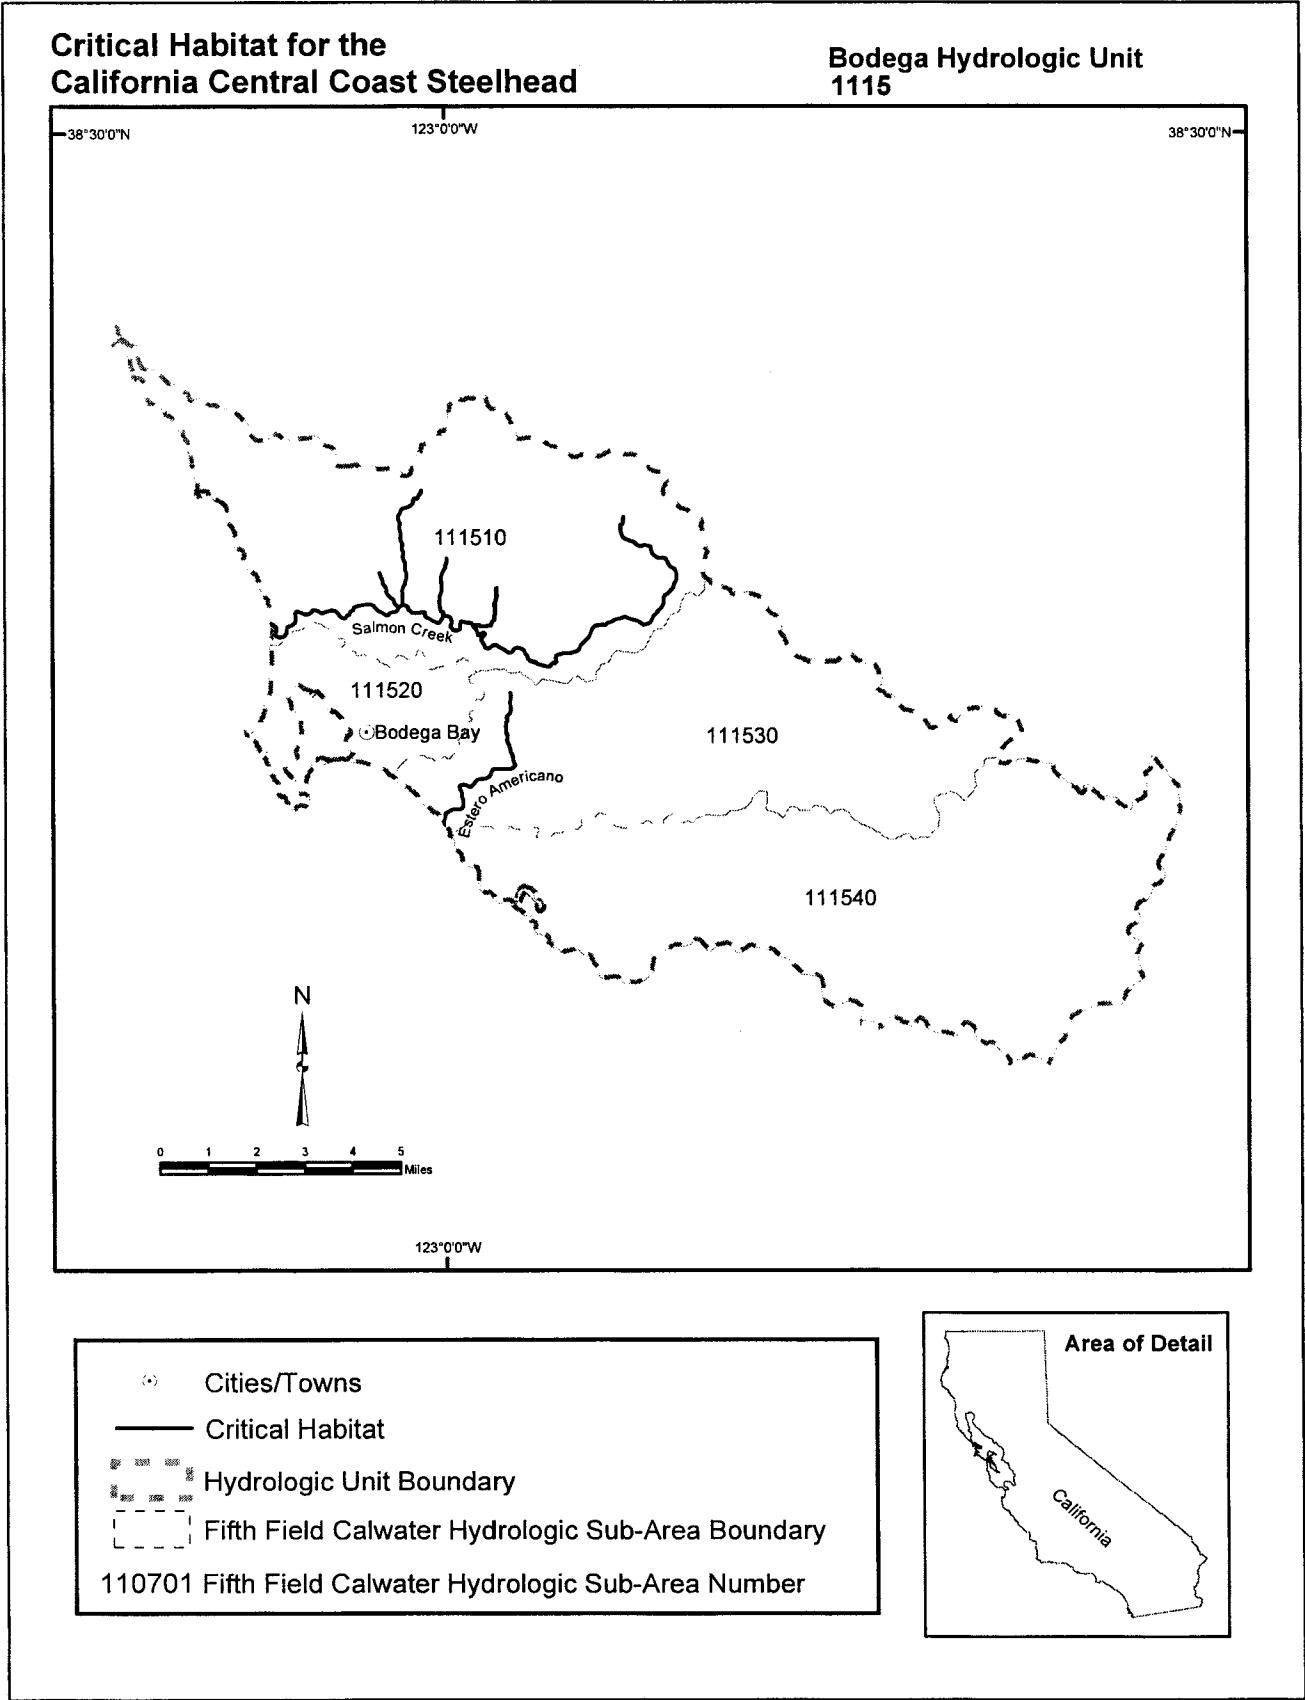 Critical Habitat for the
California Central Coast Steelhead
Bodega Hydrologic Unit
1115
38°30'0"N
123°0'0"W
38°30'0"N
111510
Salmon Creek
111520
Bodega Bay
111530
Estero Americano
111540
N
0 1 2 3 4 5
Miles
123°0'0"W
Cities/Towns
Critical Habitat
Hydrologic Unit Boundary
Fifth Field Calwater Hydrologic Sub-Area Boundary
110701 Fifth Field Calwater Hydrologic Sub-Area Number
Area of Detail
California